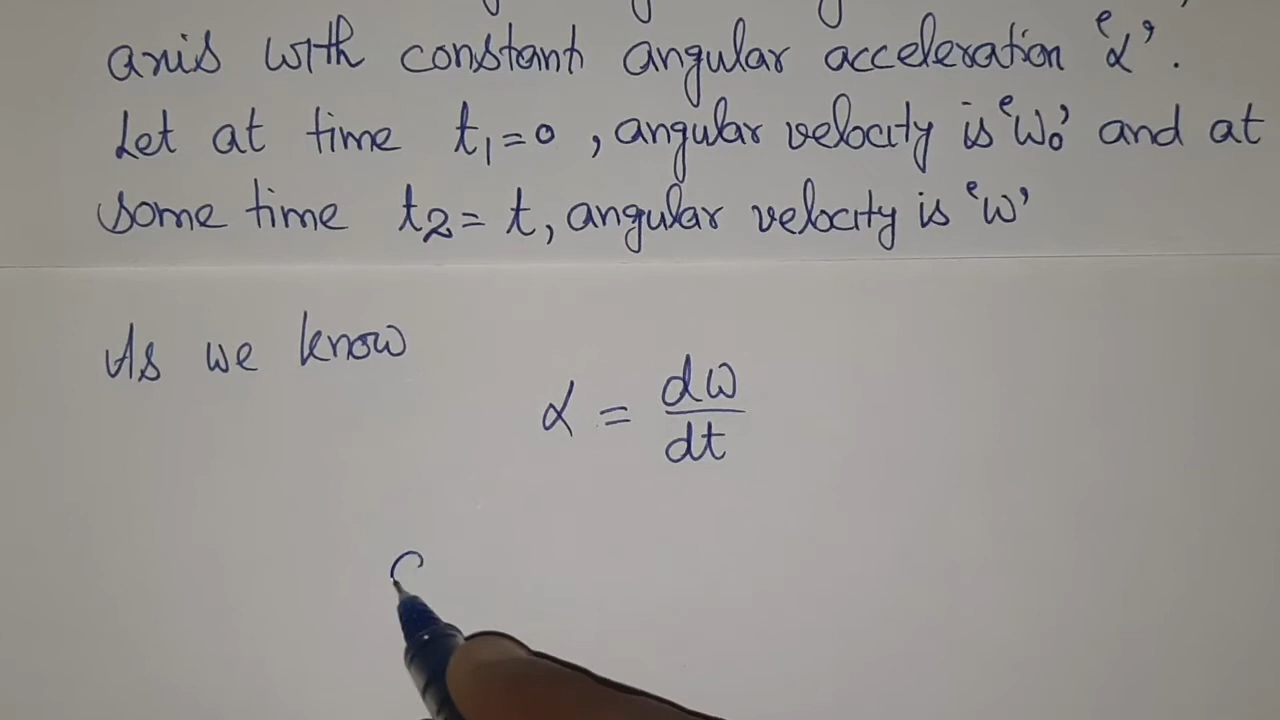 axis with constant angular acceleration 'α'.
Let at time t₁=0, angular velocity is 'ω₀' and at
some time t₂= t, angular velocity is 'ω'
As we know
α = dω/dt